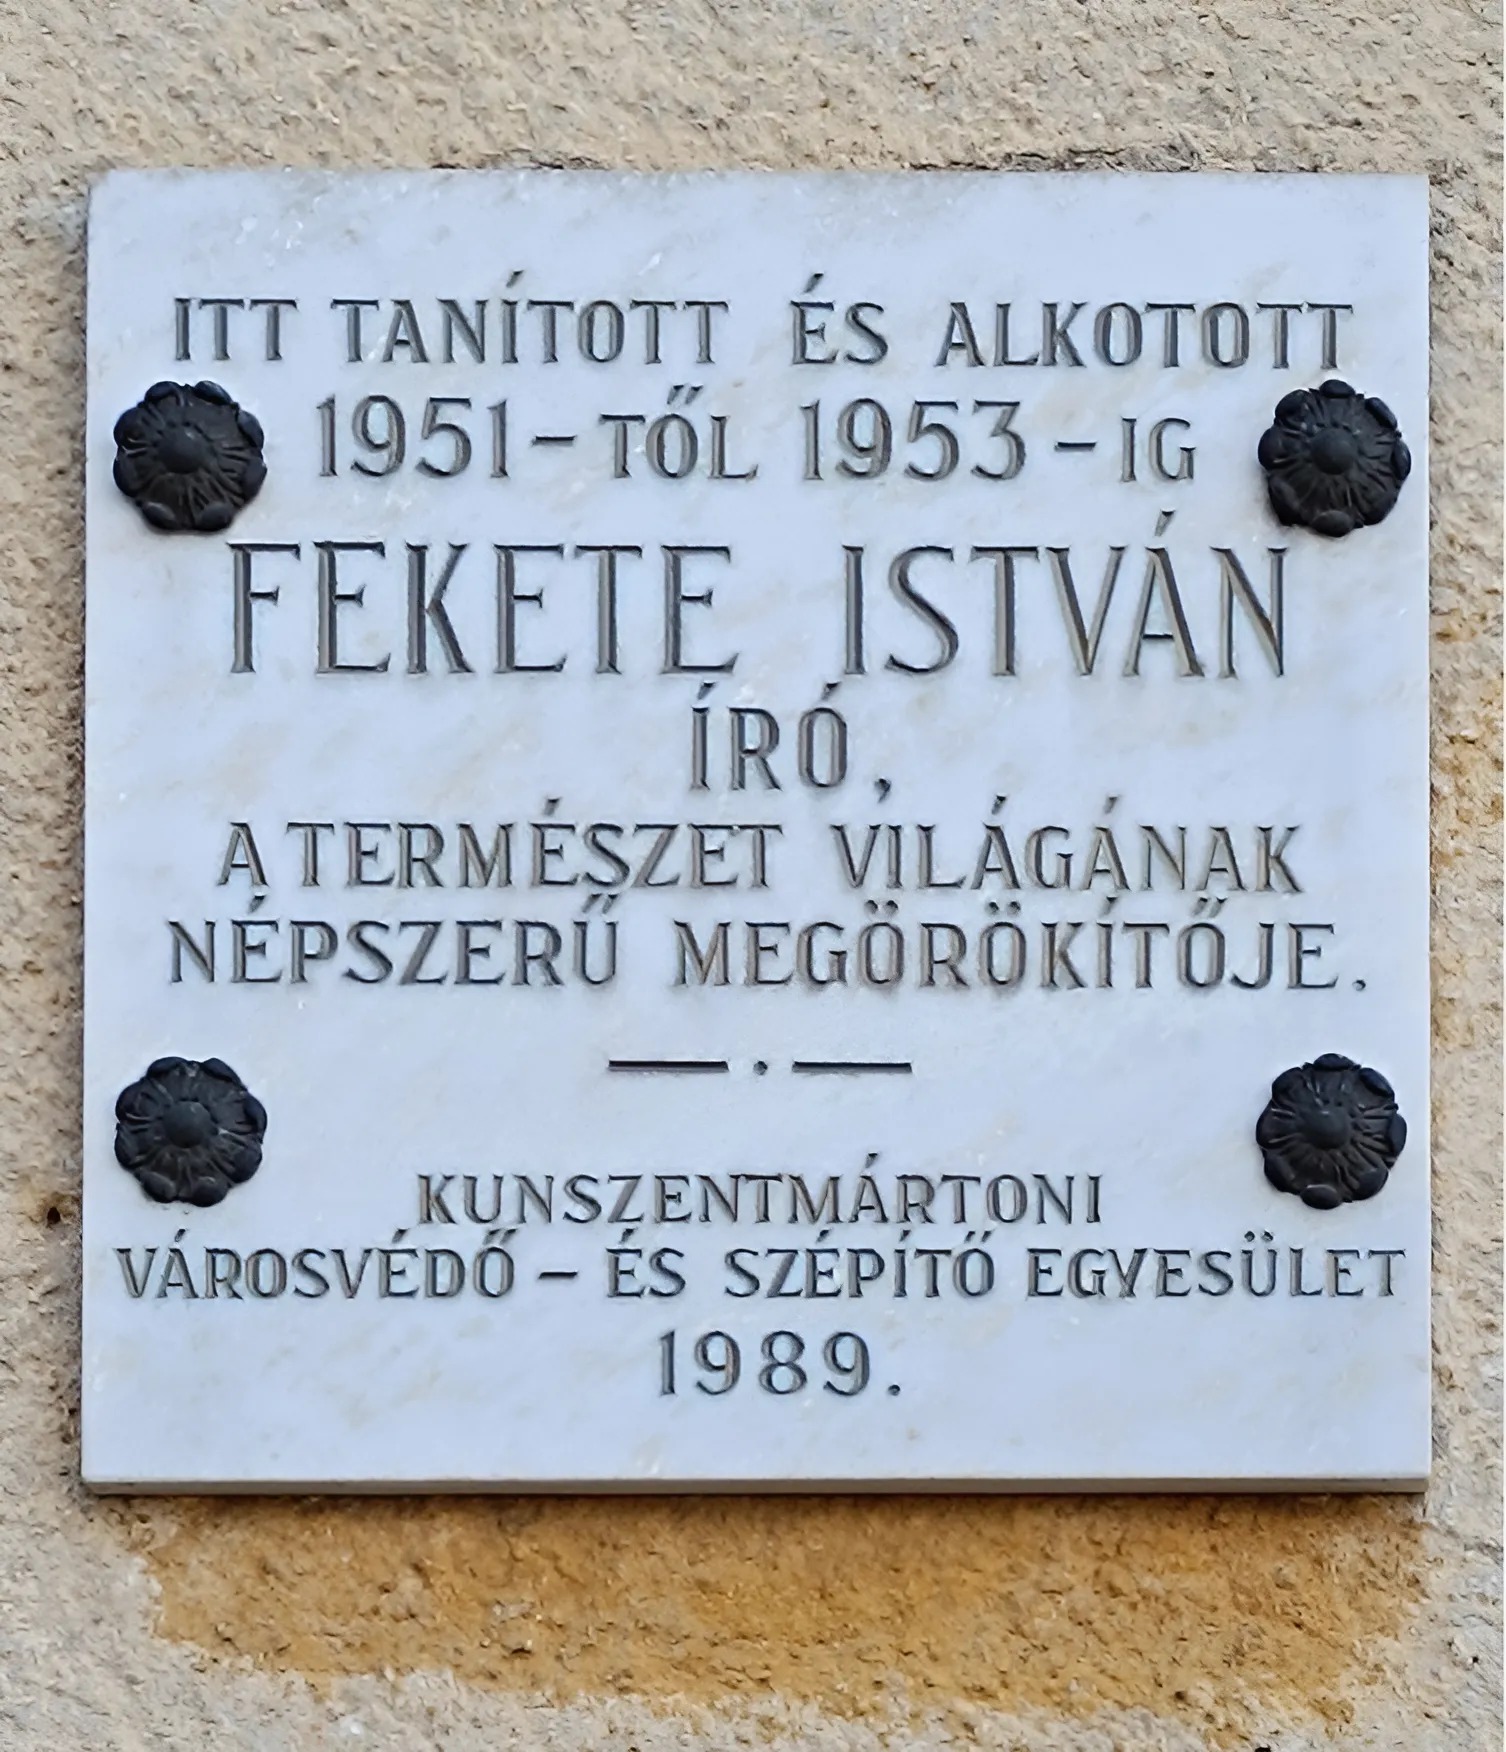 ITT TANÍTOTT ÉS ALKOTOTT
1951-TŐL 1953-IG
FEKETE ISTVÁN
ÍRÓ,
A TERMÉSZET VILÁGÁNAK
NÉPSZERŰ MEGÖRÖKÍTŐJE.
— . —
KUNSZENTMÁRTONI
VÁROSVÉDŐ – ÉS SZÉPÍTŐ EGYESÜLET
1989.